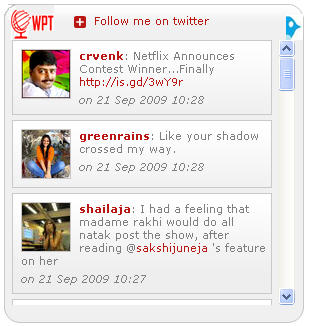 WPT
Follow me on twitter
crvenk: Netflix Announces
Contest Winner...Finally
http://is.gd/3wY9r
on 21 Sep 2009 10:28
greenrains: Like your shadow
crossed my way.
on 21 Sep 2009 10:28
shailaja: I had a feeling that
madame rakhi would do all
natak post the show, after
reading @sakshijuneja 's feature
on her
on 21 Sep 2009 10:27